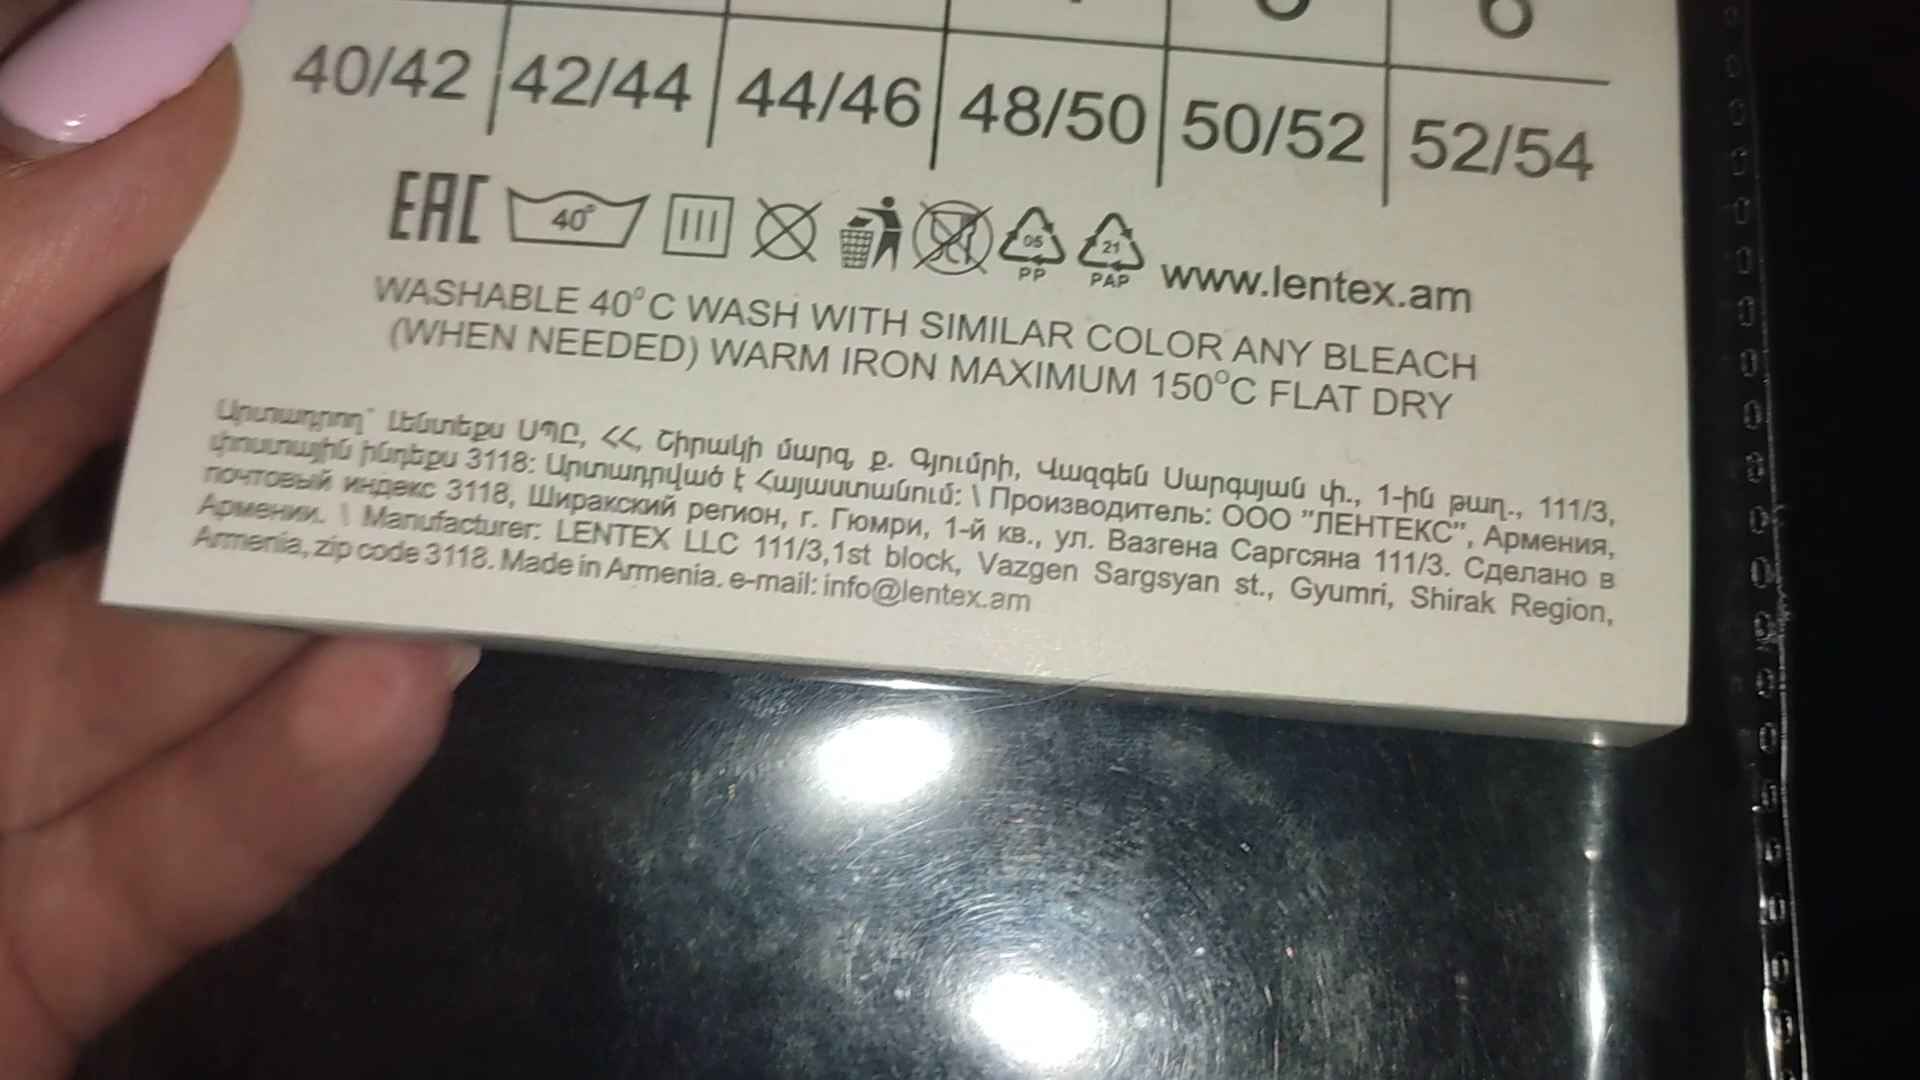 6
40/42 42/44 44/46 48/50 50/52 52/54
EAC 40° 05 PP 21 PAP www.lentex.am
WASHABLE 40°C WASH WITH SIMILAR COLOR ANY BLEACH
(WHEN NEEDED) WARM IRON MAXIMUM 150°C FLAT DRY
Արտադրող՝ Լենտեքս ՍՊԸ, ՀՀ, Շիրակի մարզ, ք. Գյումրի, Վազգեն Սարգսյան փ., 1-ին թաղ., 111/3,
փոստային ինդեքս 3118: Արտադրված է Հայաստանում: \ Производитель: ООО "ЛЕНТЕКС", Армения,
почтовый индекс 3118, Ширакский регион, г. Гюмри, 1-й кв., ул. Вазгена Саргсяна 111/3. Сделано в
Армении. \ Manufacturer: LENTEX LLC 111/3,1st block, Vazgen Sargsyan st., Gyumri, Shirak Region,
Armenia, zip code 3118. Made in Armenia. e-mail: info@lentex.am